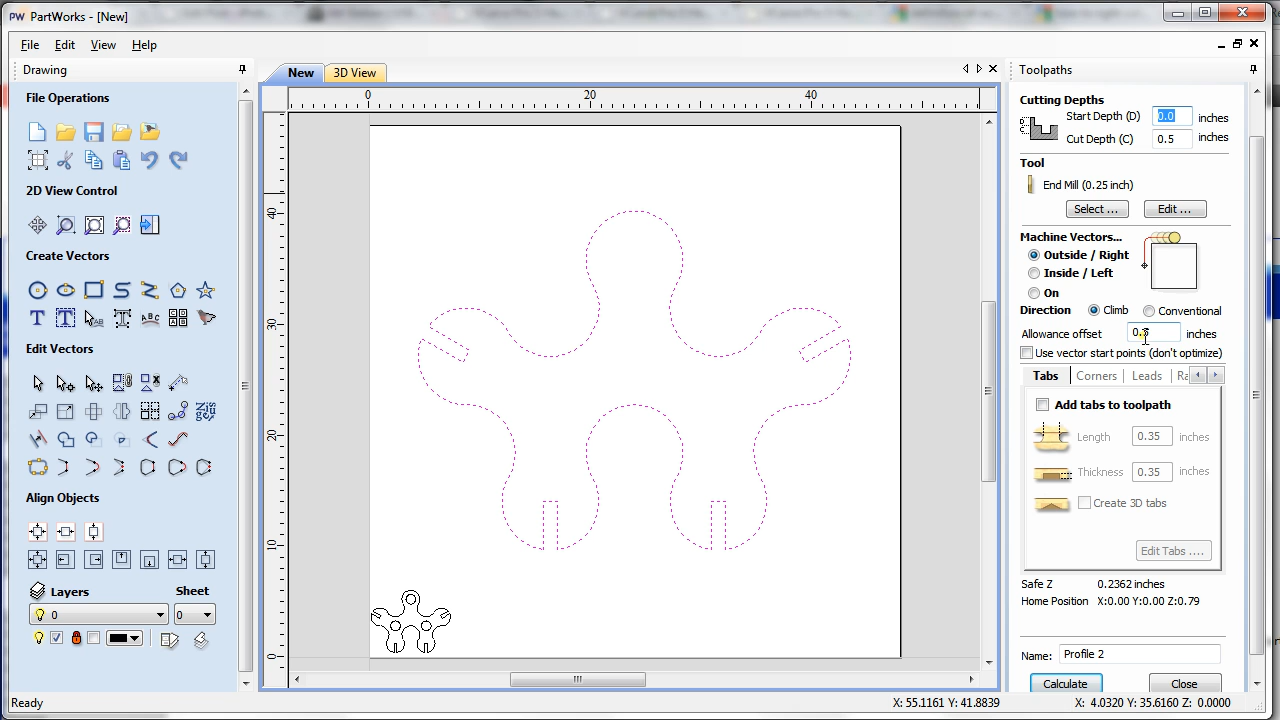 PW PartWorks - [New]
File Edit View Help
Drawing
File Operations
2D View Control
Create Vectors
Edit Vectors
Align Objects
Layers Sheet
0 0
New 3D View
0 20 40
40
30
20
10
0
Toolpaths
Cutting Depths
Start Depth (D) 0.0 inches
Cut Depth (C) 0.5 inches
Tool
End Mill (0.25 inch)
Select ... Edit ...
Machine Vectors...
Outside / Right
Inside / Left
On
Direction Climb Conventional
Allowance offset inches
Use vector start points (don't optimize)
Tabs Corners Leads Ra
Add tabs to toolpath
Length 0.35 inches
Thickness 0.35 inches
Create 3D tabs
Edit Tabs ....
Safe Z 0.2362 inches
Home Position X:0.00 Y:0.00 Z:0.79
Name: Profile 2
Calculate Close
Ready X: 55.1161 Y: 41.8839 X: 4.0320 Y: 35.6160 Z: 0.0000